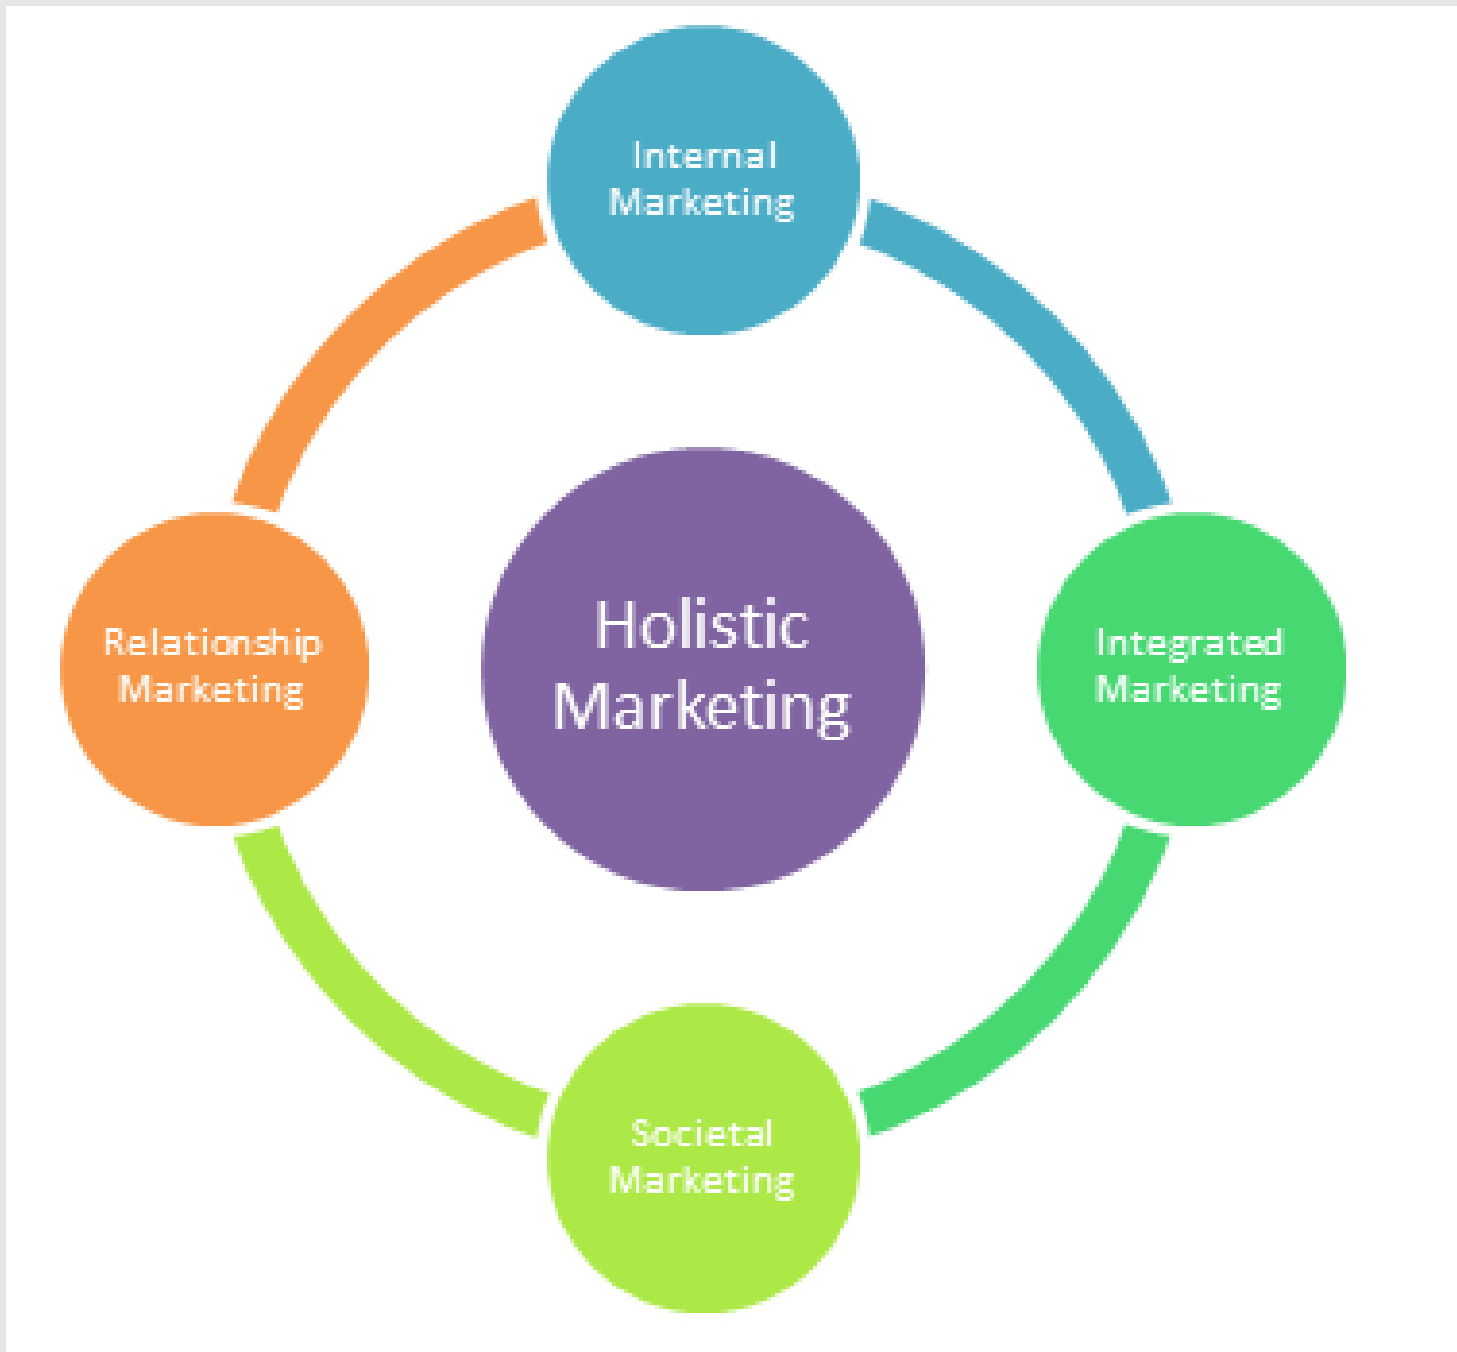 Internal
Marketing
Relationship
Marketing
Holistic
Marketing
Integrated
Marketing
Societal
Marketing